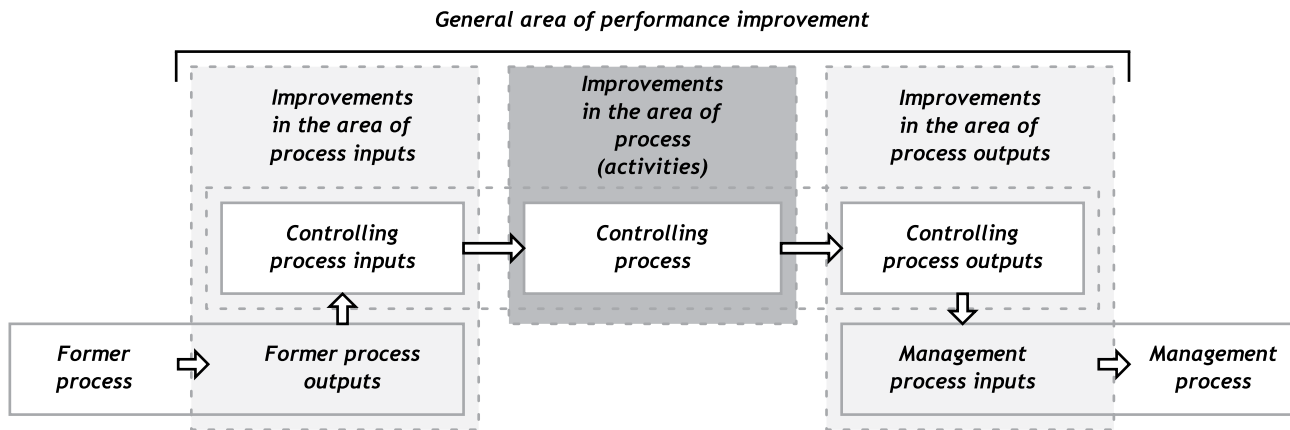 General area of performance improvement
Improvements
in the area of
process inputs
Improvements
in the area of
process
(activities)
Improvements
in the area of
process outputs
Controlling
process inputs
Controlling
process
Controlling
process outputs
Former
process
Former process
outputs
Management
process inputs
Management
process